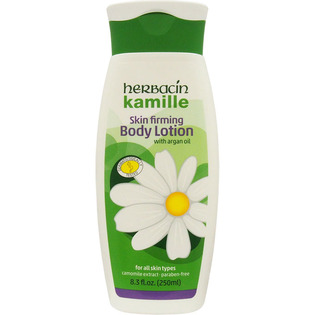 herbacin
kamille
Skin firming
Body Lotion
with argan oil
for all skin types
camomile extract · paraben free
8.3 fl.oz. (250ml)